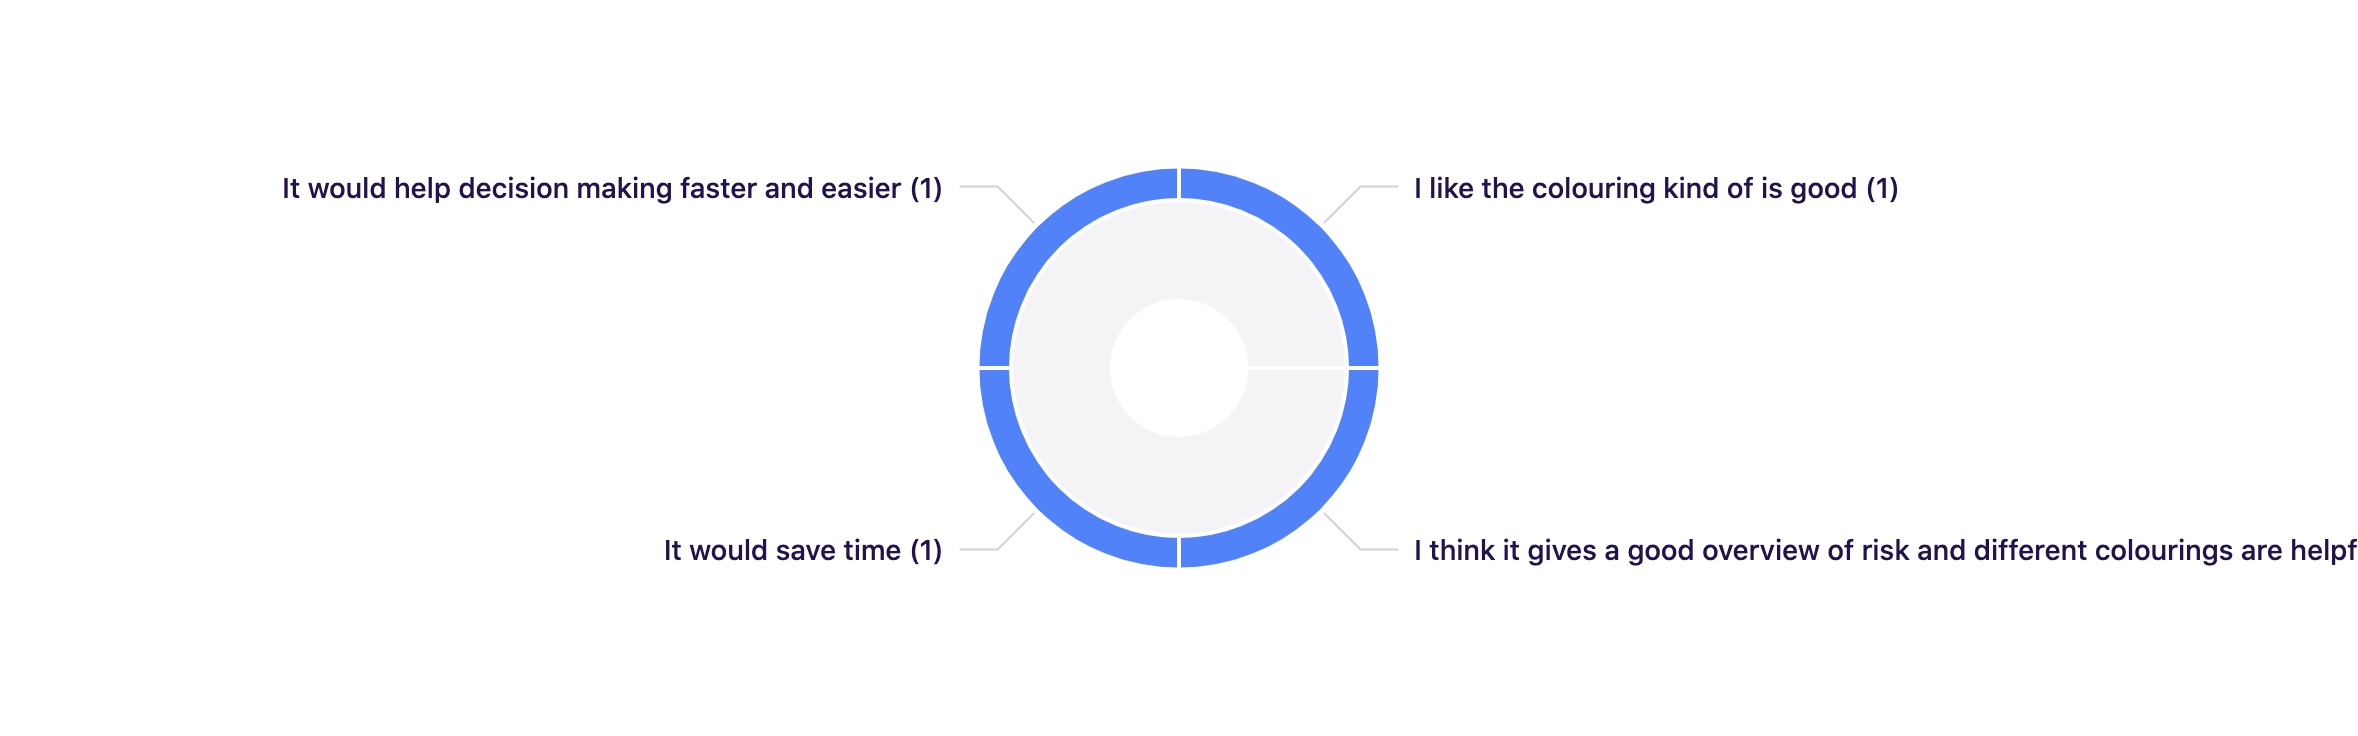 It would help decision making faster and easier (1)
I like the colouring kind of is good (1)
It would save time (1)
I think it gives a good overview of risk and different colourings are helpf